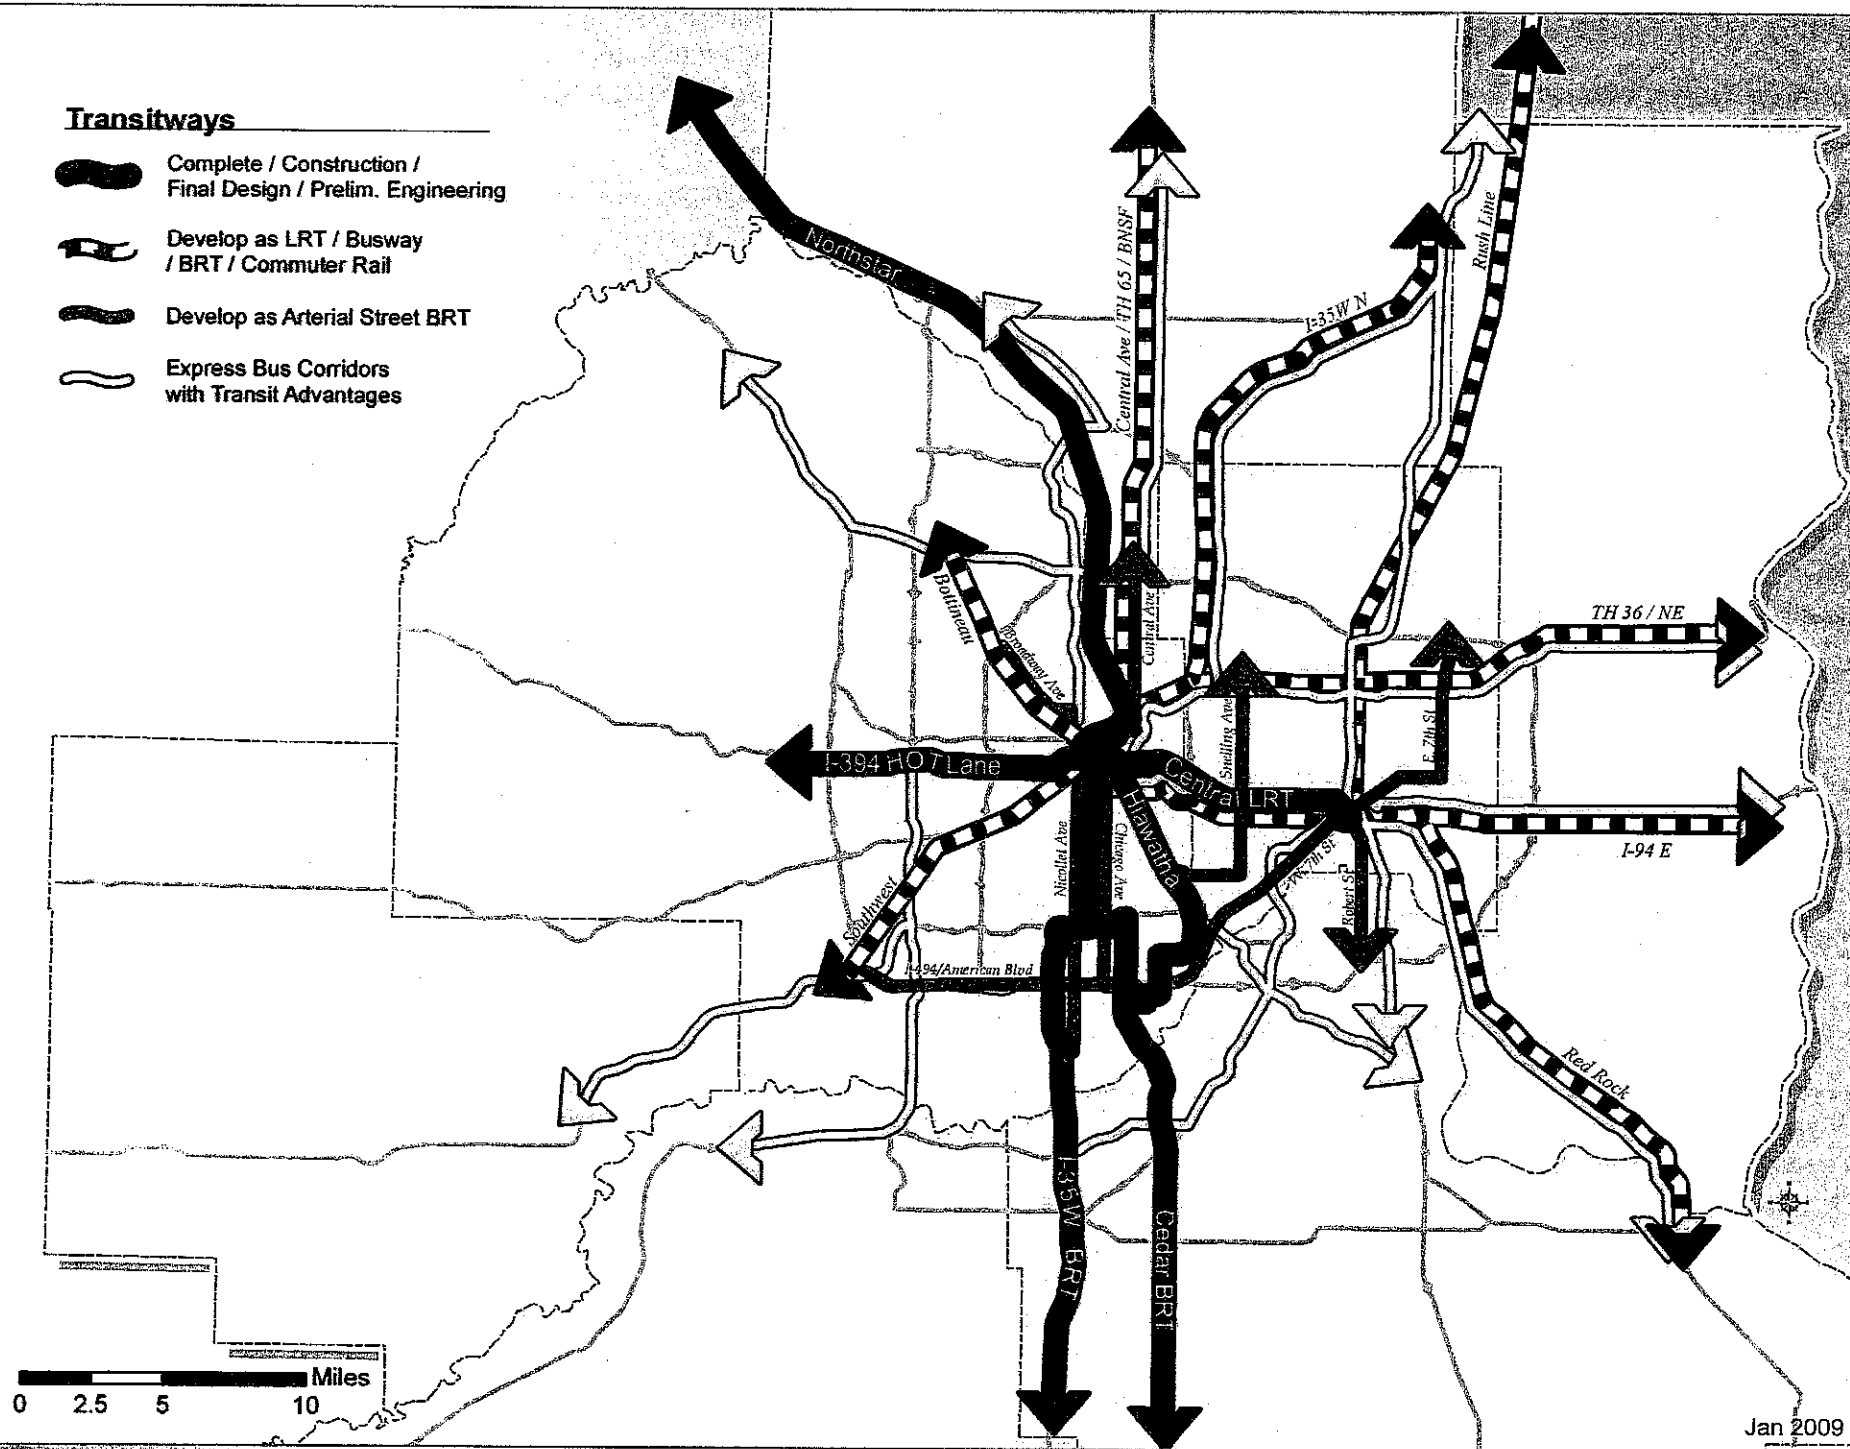 Transitways
Complete / Construction /
Final Design / Prelim. Engineering
Develop as LRT / Busway
/ BRT / Commuter Rail
Develop as Arterial Street BRT
Express Bus Corridors
with Transit Advantages
Northstar
Central Ave / TH 65 / BNSF
I-35W N
Rush Line
Bottineau
Broadway Ave
Central Ave
TH 36 / NE
Snelling Ave
E 7th St
I-394 HOT Lane
Central LRT
Hiawatha
Nicollet Ave
Chicago Ave
W 7th St
Robert St
I-94 E
Southwest
I-494/American Blvd
Red Rock
I-35W BRT
Cedar BRT
Miles
0 2.5 5 10
Jan 2009